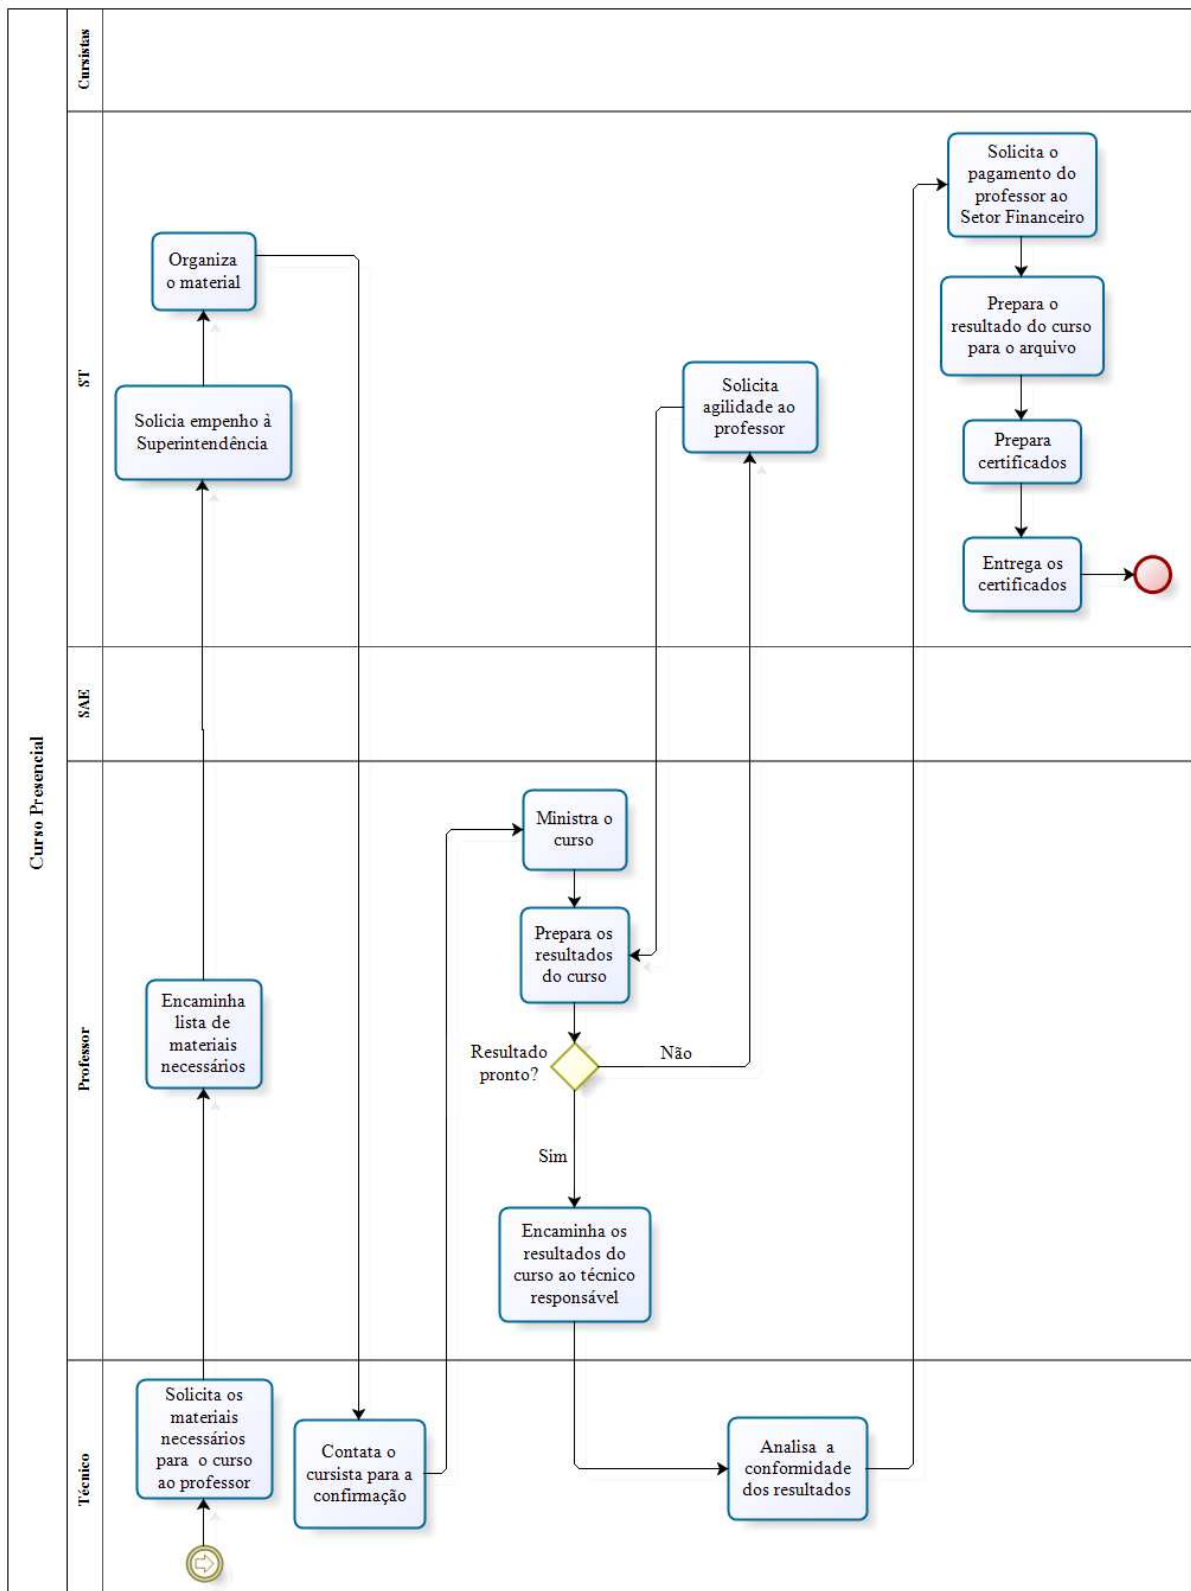 Curso Presencial
Cursistas
ST
SAE
Professor
Técnico
Solicita o
pagamento do
professor ao
Setor Financeiro
Organiza
o material
Prepara o
resultado do curso
para o arquivo
Solicia empenho à
Superintendência
Solicita
agilidade ao
professor
Prepara
certificados
Entrega os
certificados
Ministra o
curso
Prepara os
resultados
do curso
Encaminha
lista de
materiais
necessários
Resultado
pronto?
Não
Sim
Encaminha os
resultados do
curso ao técnico
responsável
Solicita os
materiais
necessários
para o curso
ao professor
Contata o
cursista para a
confirmação
Analisa a
conformidade
dos resultados